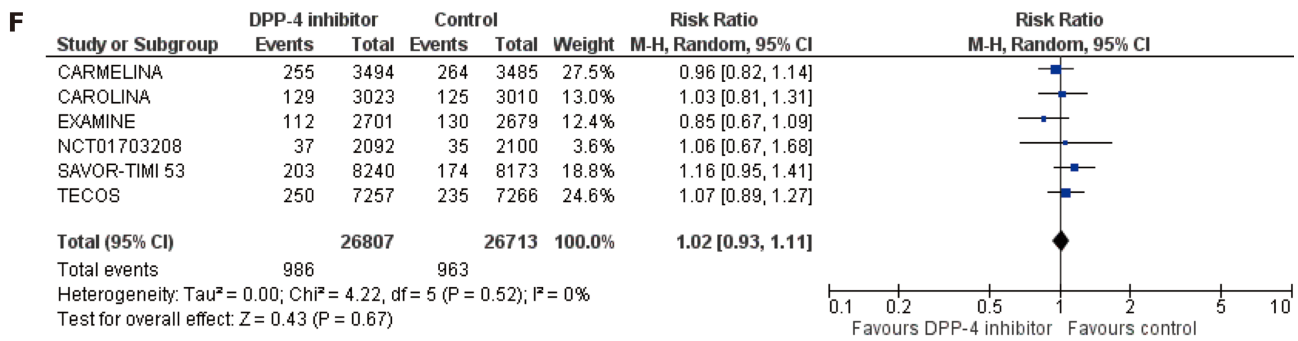 F
DPP-4 inhibitor Control Risk Ratio Risk Ratio
Study or Subgroup Events Total Events Total Weight M-H, Random, 95% CI M-H, Random, 95% CI
CARMELINA 255 3494 264 3485 27.5% 0.96 [0.82, 1.14]
CAROLINA 129 3023 125 3010 13.0% 1.03 [0.81, 1.31]
EXAMINE 112 2701 130 2679 12.4% 0.85 [0.67, 1.09]
NCT01703208 37 2092 35 2100 3.6% 1.06 [0.67, 1.68]
SAVOR-TIMI 53 203 8240 174 8173 18.8% 1.16 [0.95, 1.41]
TECOS 250 7257 235 7266 24.6% 1.07 [0.89, 1.27]
Total (95% CI) 26807 26713 100.0% 1.02 [0.93, 1.11]
Total events 986 963
Heterogeneity: Tau² = 0.00; Chi² = 4.22, df = 5 (P = 0.52); I² = 0%
Test for overall effect: Z = 0.43 (P = 0.67)
0.1 0.2 0.5 1 2 5 10
Favours DPP-4 inhibitor Favours control